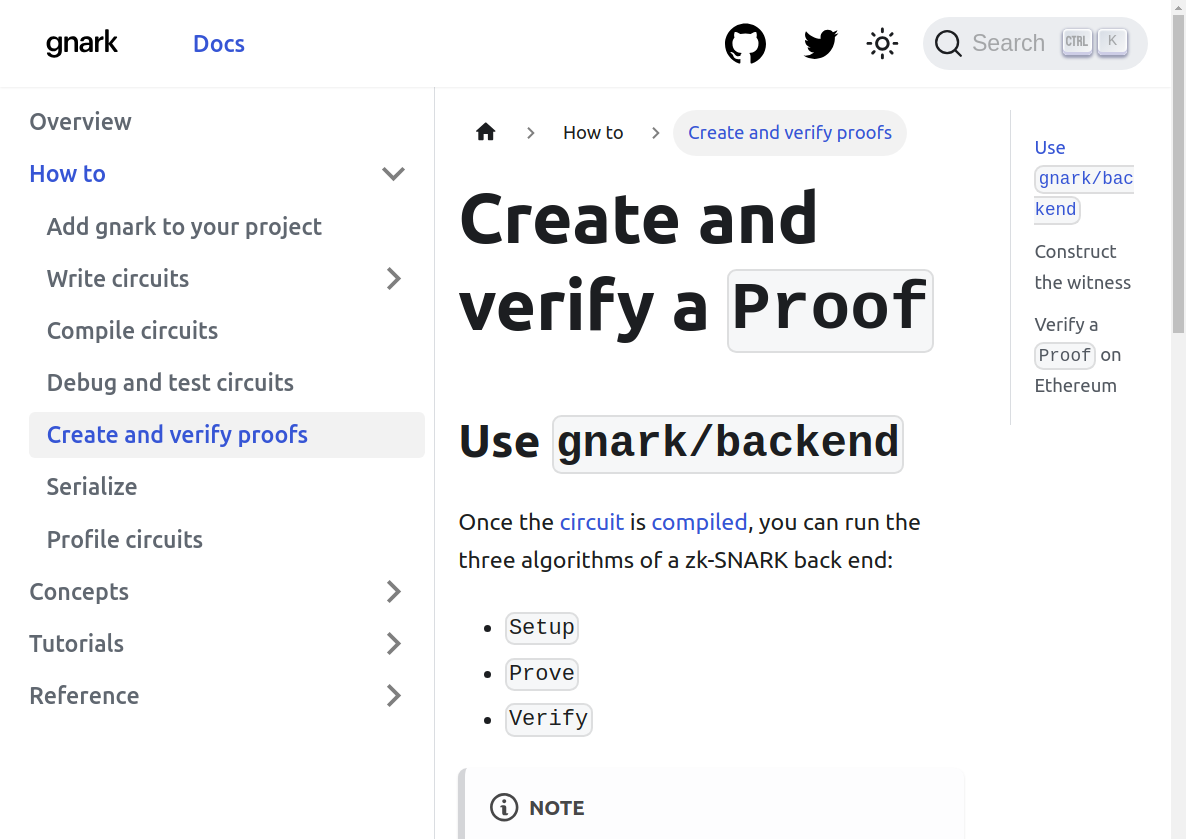 gnark
Docs
Search CTRL K
Overview
How to
Add gnark to your project
Write circuits
Compile circuits
Debug and test circuits
Create and verify proofs
Serialize
Profile circuits
Concepts
Tutorials
Reference
How to
Create and verify proofs
Create and
verify a Proof
Use gnark/backend
Once the circuit is compiled, you can run the
three algorithms of a zk-SNARK back end:
Setup
Prove
Verify
NOTE
Use
gnark/bac
kend
Construct
the witness
Verify a
Proof on
Ethereum